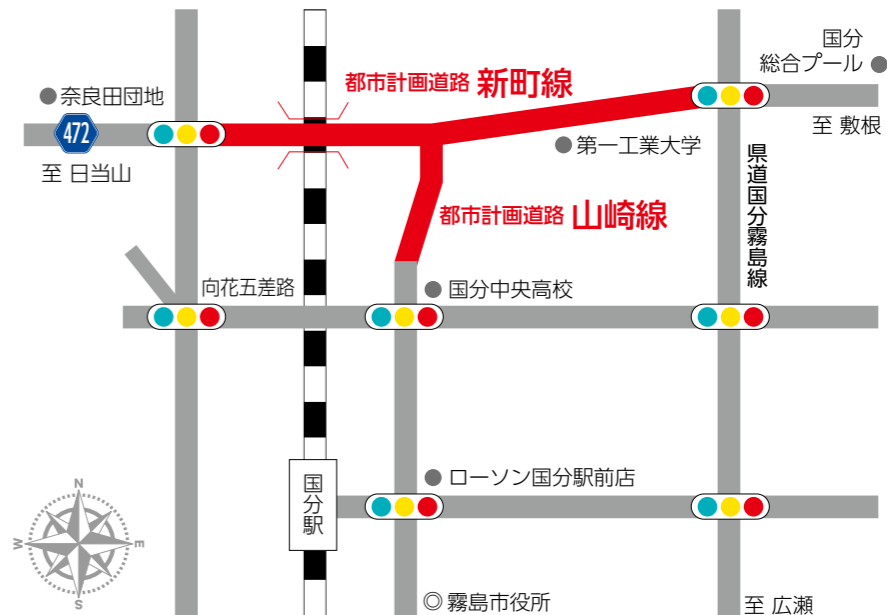 国分
総合プール
都市計画道路 新町線
奈良田団地
472
至 敷根
第一工業大学
至 日当山
県道国分霧島線
都市計画道路 山崎線
向花五差路
国分中央高校
ローソン国分駅前店
国分駅
N
W
E
S
霧島市役所
至 広瀬